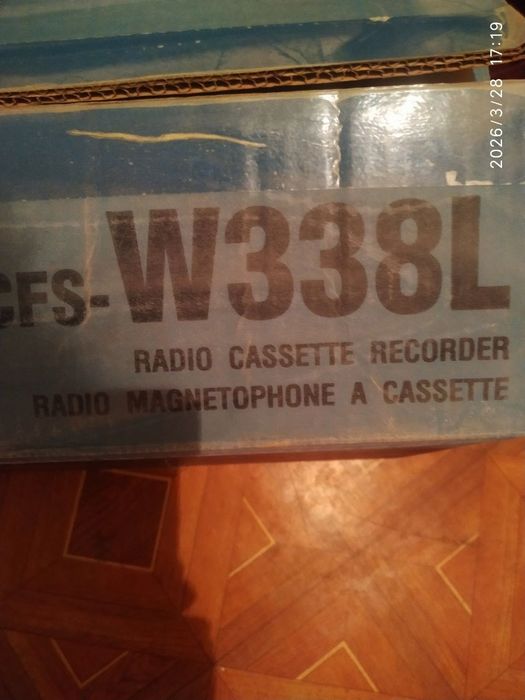 2026/3/28 17:19
CFS-W338L
RADIO CASSETTE RECORDER
RADIO MAGNETOPHONE A CASSETTE